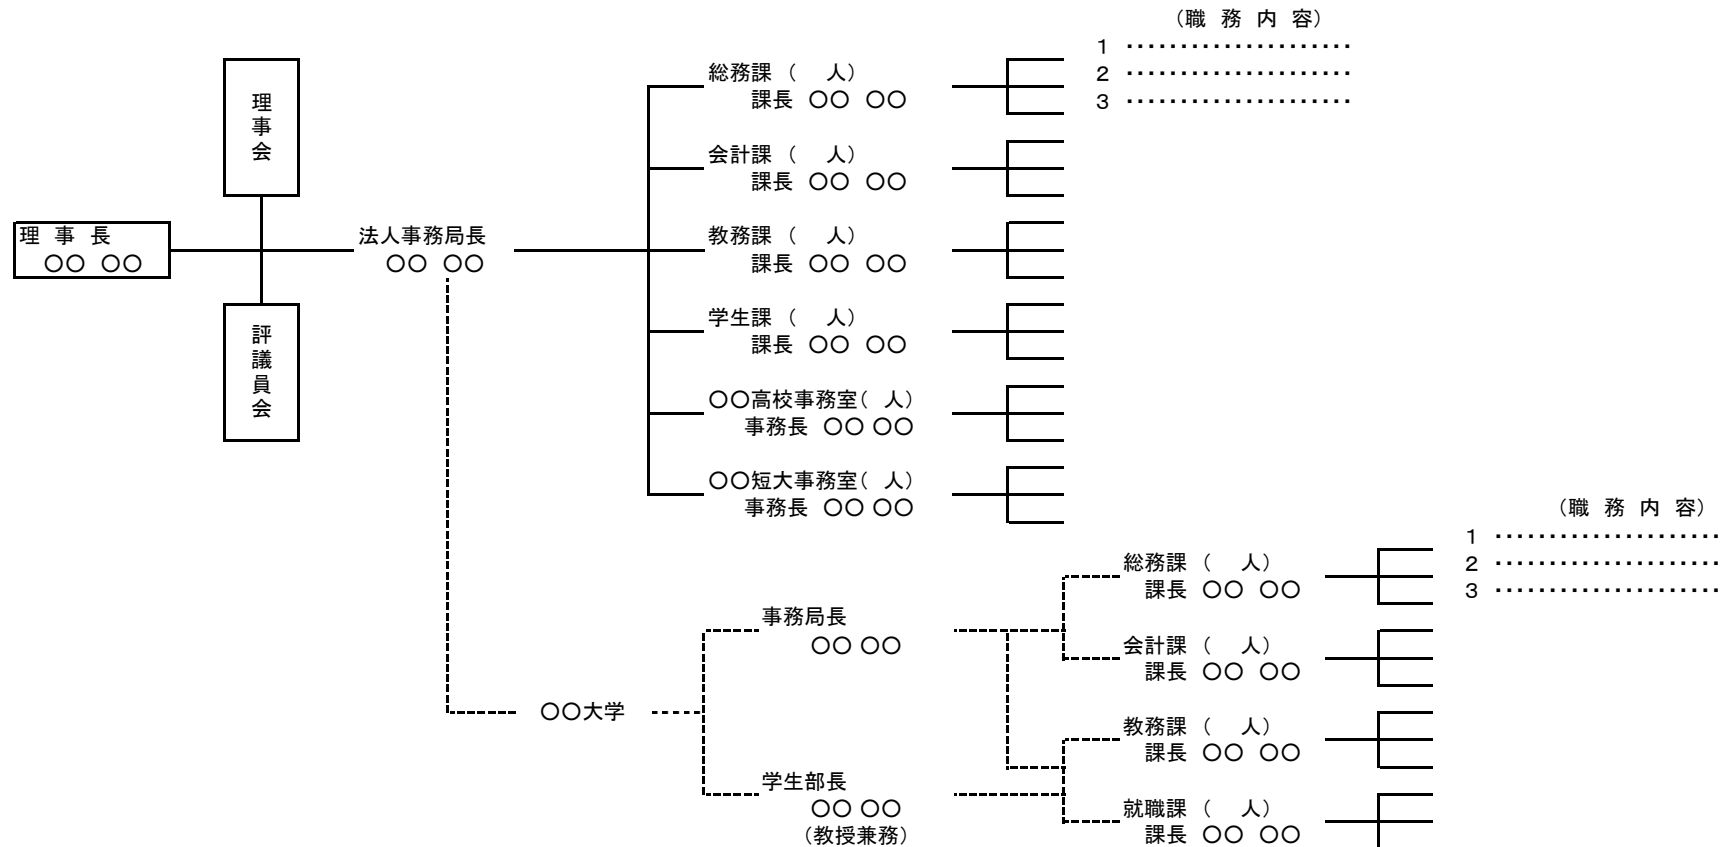 (職 務 内 容)
1 ････････････････････
2 ････････････････････
3 ････････････････････
理事会
理 事 長
○○ ○○
評議員会
法人事務局長
○○ ○○
総務課 ( 人)
課長 ○○ ○○
会計課 ( 人)
課長 ○○ ○○
教務課 ( 人)
課長 ○○ ○○
学生課 ( 人)
課長 ○○ ○○
○○高校事務室( 人)
事務長 ○○ ○○
○○短大事務室( 人)
事務長 ○○ ○○
(職 務 内 容)
1 ････････････････････
2 ････････････････････
3 ････････････････････
○○大学
事務局長
○○ ○○
学生部長
○○ ○○
(教授兼務)
総務課 ( 人)
課長 ○○ ○○
会計課 ( 人)
課長 ○○ ○○
教務課 ( 人)
課長 ○○ ○○
就職課 ( 人)
課長 ○○ ○○